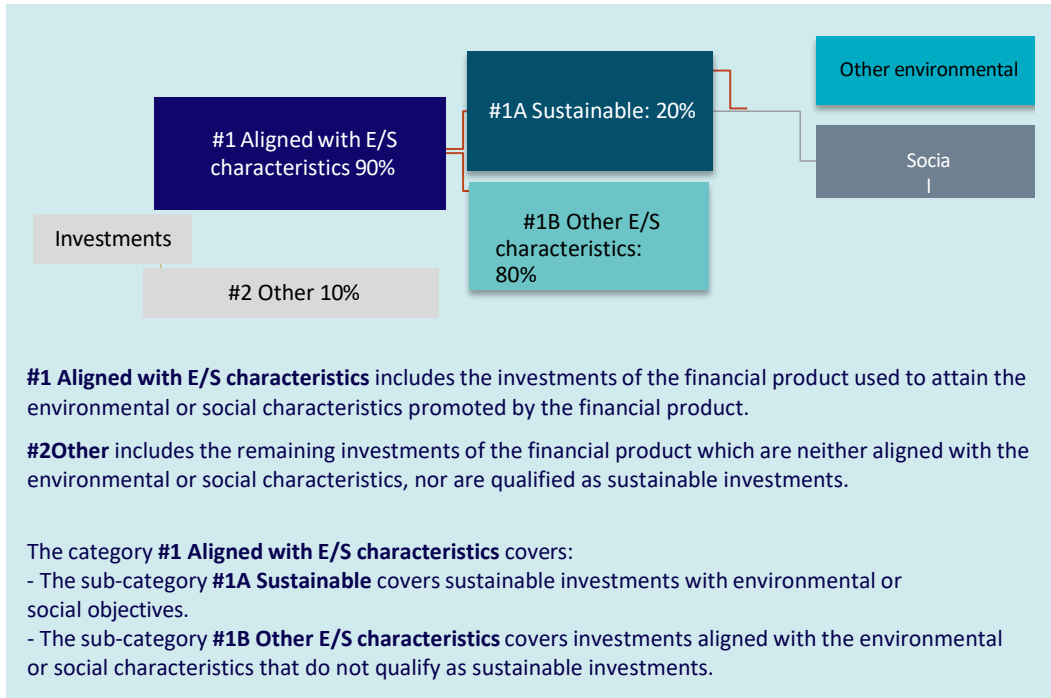 Other environmental
#1A Sustainable: 20%
#1 Aligned with E/S
characteristics 90%
Socia
l
#1B Other E/S
characteristics:
80%
Investments
#2 Other 10%
#1 Aligned with E/S characteristics includes the investments of the financial product used to attain the
environmental or social characteristics promoted by the financial product.
#2Other includes the remaining investments of the financial product which are neither aligned with the
environmental or social characteristics, nor are qualified as sustainable investments.
The category #1 Aligned with E/S characteristics covers:
- The sub-category #1A Sustainable covers sustainable investments with environmental or
social objectives.
- The sub-category #1B Other E/S characteristics covers investments aligned with the environmental
or social characteristics that do not qualify as sustainable investments.